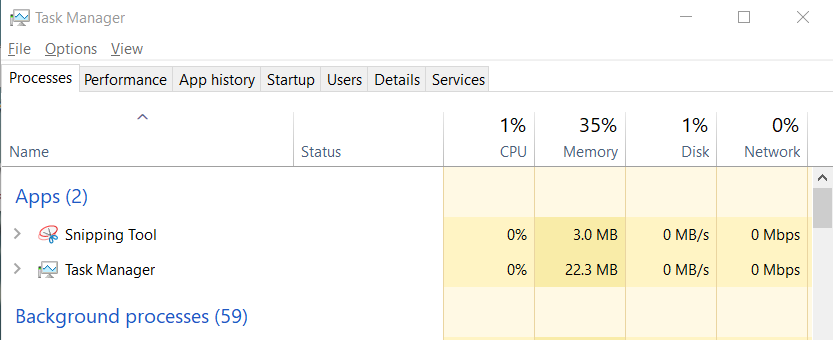 Task Manager
File Options View
Processes Performance App history Startup Users Details Services
1% 35% 1% 0%
Name Status CPU Memory Disk Network
Apps (2)
Snipping Tool 0% 3.0 MB 0 MB/s 0 Mbps
Task Manager 0% 22.3 MB 0 MB/s 0 Mbps
Background processes (59)